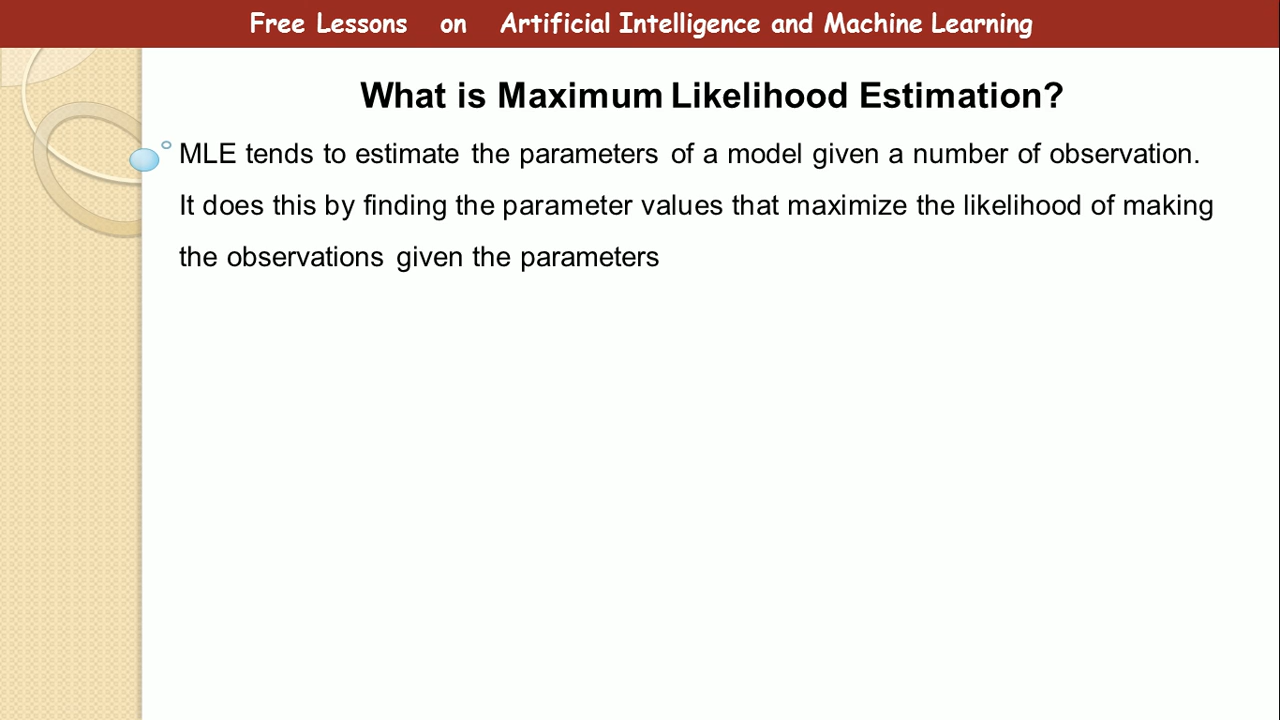 Free Lessons on Artificial Intelligence and Machine Learning
What is Maximum Likelihood Estimation?
MLE tends to estimate the parameters of a model given a number of observation.
It does this by finding the parameter values that maximize the likelihood of making
the observations given the parameters